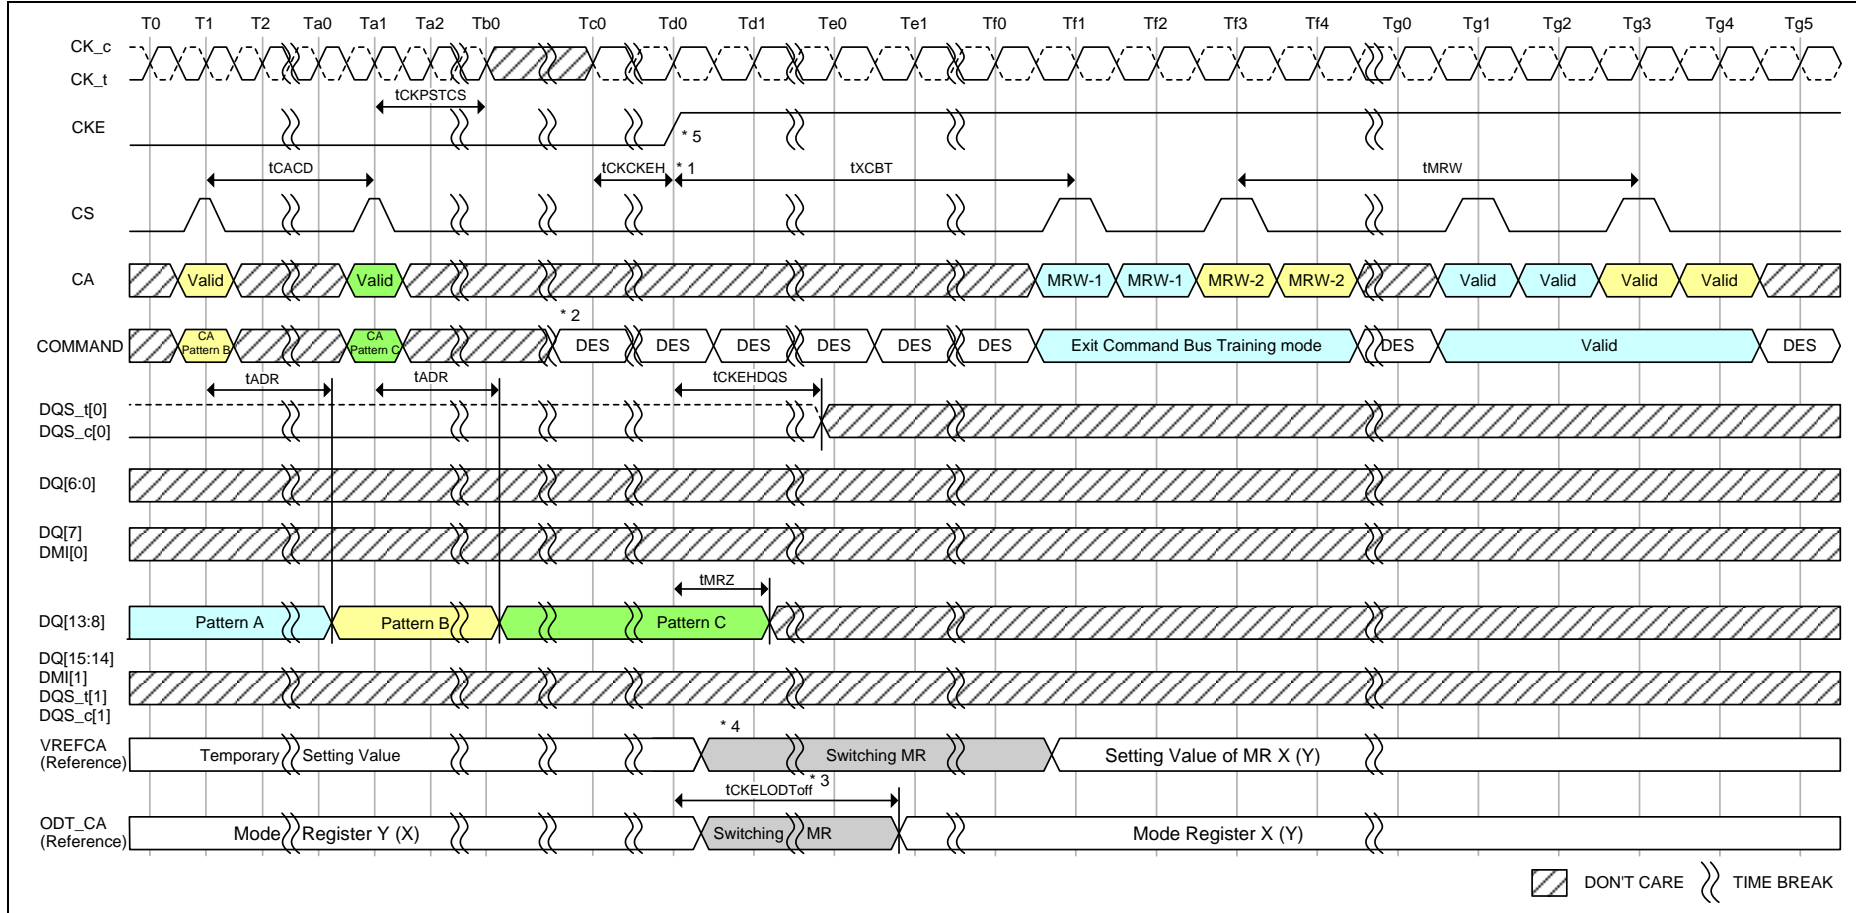 T0 T1 T2 Ta0 Ta1 Ta2 Tb0 Tc0 Td0 Td1 Te0 Te1 Tf0 Tf1 Tf2 Tf3 Tf4 Tg0 Tg1 Tg2 Tg3 Tg4 Tg5
CK_c
CK_t
tCKPSTCS
CKE
* 5
tCACD tCKCKEH * 1 tXCBT tMRW
CS
CA Valid Valid MRW-1 MRW-1 MRW-2 MRW-2 Valid Valid Valid Valid
* 2
COMMAND CA Pattern B CA Pattern C DES DES DES DES DES DES Exit Command Bus Training mode DES Valid DES
tADR tADR tCKEHDQS
DQS_t[0]
DQS_c[0]
DQ[6:0]
DQ[7]
DMI[0]
tMRZ
DQ[13:8] Pattern A Pattern B Pattern C
DQ[15:14]
DMI[1]
DQS_t[1]
DQS_c[1]
* 4
VREFCA
(Reference)
Temporary Setting Value Switching MR Setting Value of MR X (Y)
tCKELODToff * 3
ODT_CA
(Reference)
Mode Register Y (X) Switching MR Mode Register X (Y)
DON'T CARE TIME BREAK